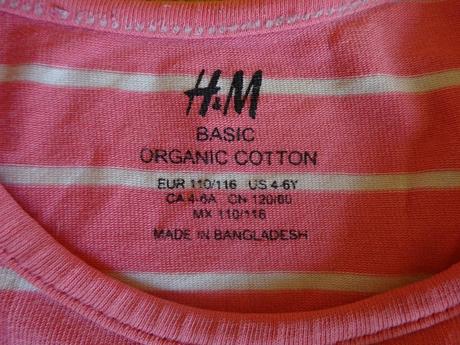 H&M
BASIC
ORGANIC COTTON
EUR 110/116 US 4-6Y
CA 4-6A CN 120/60
MX 110/116
MADE IN BANGLADESH